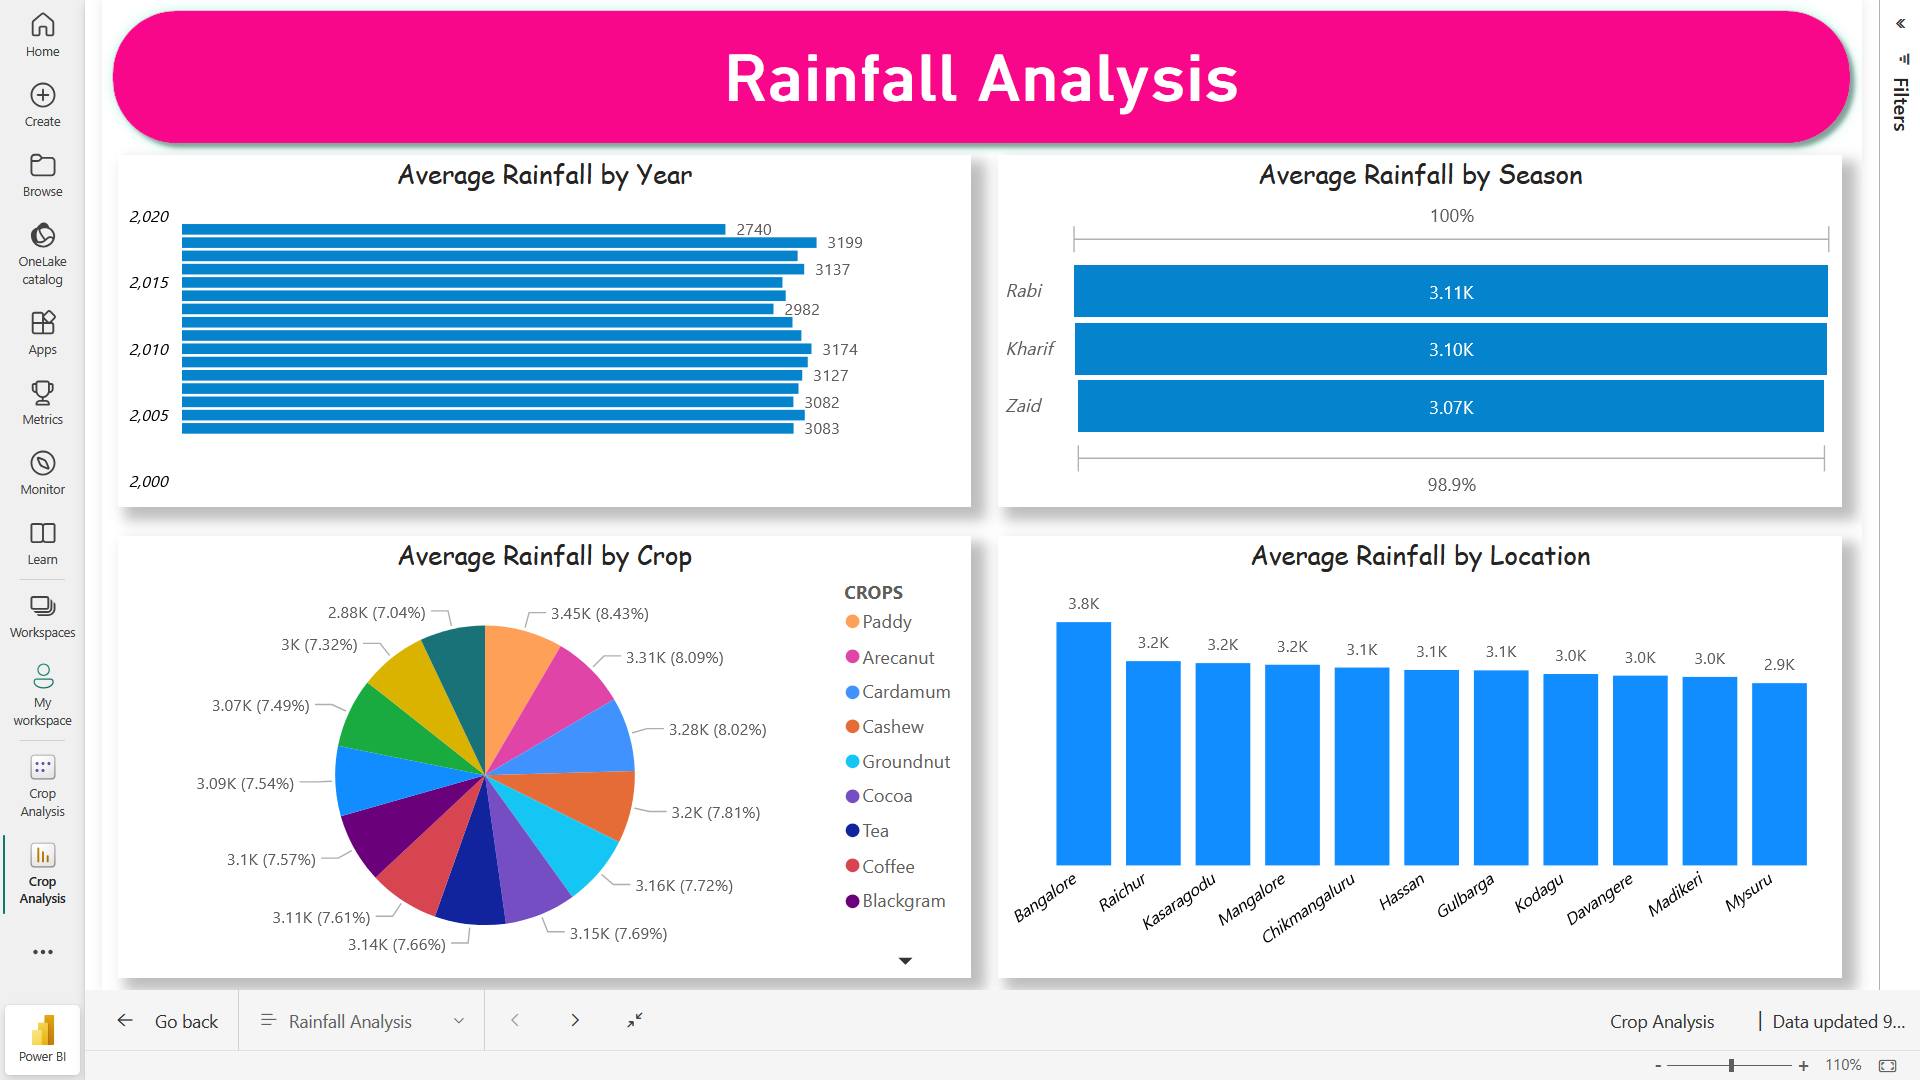 Home
Create
Browse
OneLake
catalog
Apps
Metrics
Monitor
Learn
Workspaces
My
workspace
Crop
Analysis
Crop
Analysis
Power BI
Rainfall Analysis
Average Rainfall by Year
2,020
2740
3199
3137
2,015
2982
2,010
3174
3127
3082
2,005
3083
2,000
Average Rainfall by Season
100%
Rabi 3.11K
Kharif 3.10K
Zaid 3.07K
98.9%
Average Rainfall by Crop
3.45K (8.43%)
3.31K (8.09%)
3.28K (8.02%)
3.2K (7.81%)
3.16K (7.72%)
3.15K (7.69%)
3.14K (7.66%)
3.11K (7.61%)
3.1K (7.57%)
3.09K (7.54%)
3.07K (7.49%)
3K (7.32%)
2.88K (7.04%)
CROPS
Paddy
Arecanut
Cardamum
Cashew
Groundnut
Cocoa
Tea
Coffee
Blackgram
Average Rainfall by Location
3.8K 3.2K 3.2K 3.2K 3.1K 3.1K 3.1K 3.0K 3.0K 3.0K 2.9K
Bangalore Raichur Kasaragodu Mangalore Chikmangaluru Hassan Gulbarga Kodagu Davangere Madikeri Mysuru
Filters
Go back
Rainfall Analysis
Crop Analysis | Data updated 9...
- + 110%